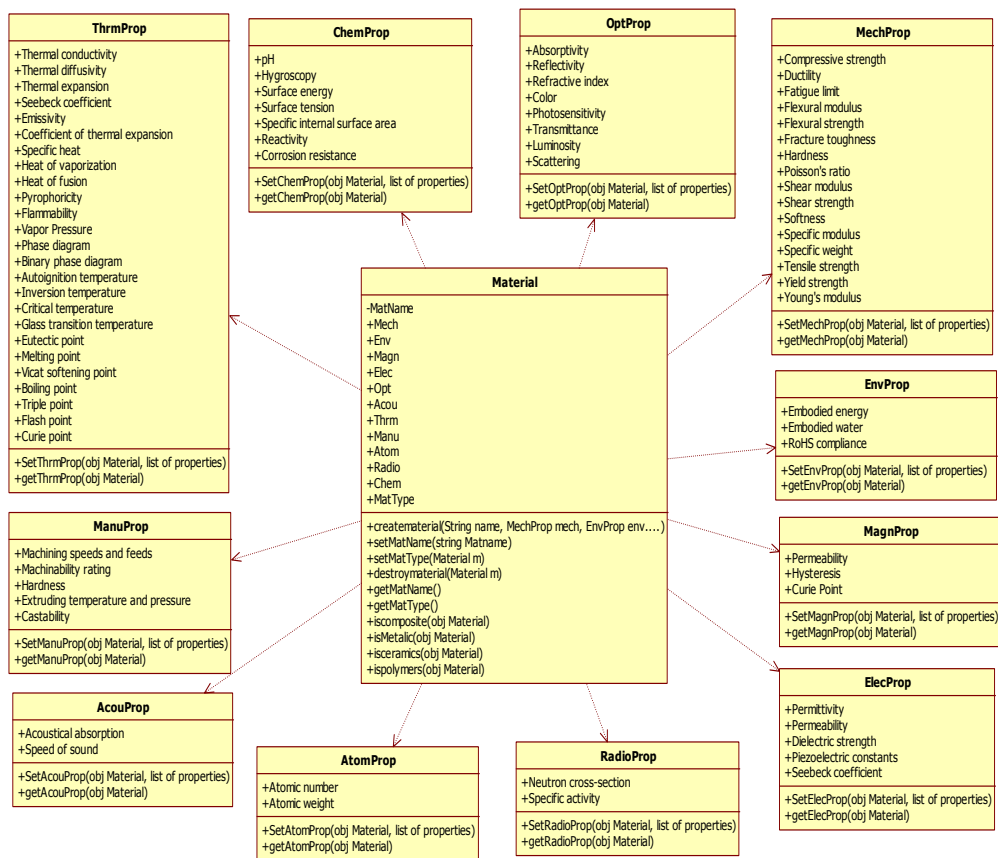 ThrmProp
+Thermal conductivity
+Thermal diffusivity
+Thermal expansion
+Seebeck coefficient
+Emissivity
+Coefficient of thermal expansion
+Specific heat
+Heat of vaporization
+Heat of fusion
+Pyrophoricity
+Flammability
+Vapor Pressure
+Phase diagram
+Binary phase diagram
+Autoignition temperature
+Inversion temperature
+Critical temperature
+Glass transition temperature
+Eutectic point
+Melting point
+Vicat softening point
+Boiling point
+Triple point
+Flash point
+Curie point
+SetThrmProp(obj Material, list of properties)
+getThrmProp(obj Material)
ChemProp
+pH
+Hygroscopy
+Surface energy
+Surface tension
+Specific internal surface area
+Reactivity
+Corrosion resistance
+SetChemProp(obj Material, list of properties)
+getChemProp(obj Material)
OptProp
+Absorptivity
+Reflectivity
+Refractive index
+Color
+Photosensitivity
+Transmittance
+Luminosity
+Scattering
+SetOptProp(obj Material, list of properties)
+getOptProp(obj Material)
MechProp
+Compressive strength
+Ductility
+Fatigue limit
+Flexural modulus
+Flexural strength
+Fracture toughness
+Hardness
+Poisson's ratio
+Shear modulus
+Shear strength
+Softness
+Specific modulus
+Specific weight
+Tensile strength
+Yield strength
+Young's modulus
+SetMechProp(obj Material, list of properties)
+getMechProp(obj Material)
Material
-MatName
+Mech
+Env
+Magn
+Elec
+Opt
+Acou
+Thrm
+Manu
+Atom
+Radio
+Chem
+MatType
+creatematerial(String name, MechProp mech, EnvProp env....)
+setMatName(string Matname)
+setMatType(Material m)
+destroymaterial(Material m)
+getMatName()
+getMatType()
+iscomposite(obj Material)
+isMetalic(obj Material)
+isceramics(obj Material)
+ispolymers(obj Material)
EnvProp
+Embodied energy
+Embodied water
+RoHS compliance
+SetEnvProp(obj Material, list of properties)
+getEnvProp(obj Material)
ManuProp
+Machining speeds and feeds
+Machinability rating
+Hardness
+Extruding temperature and pressure
+Castability
+SetManuProp(obj Material, list of properties)
+getManuProp(obj Material)
MagnProp
+Permeability
+Hysteresis
+Curie Point
+SetMagnProp(obj Material, list of properties)
+getMagnProp(obj Material)
AcouProp
+Acoustical absorption
+Speed of sound
+SetAcouProp(obj Material, list of properties)
+getAcouProp(obj Material)
AtomProp
+Atomic number
+Atomic weight
+SetAtomProp(obj Material, list of properties)
+getAtomProp(obj Material)
RadioProp
+Neutron cross-section
+Specific activity
+SetRadioProp(obj Material, list of properties)
+getRadioProp(obj Material)
ElecProp
+Permittivity
+Permeability
+Dielectric strength
+Piezoelectric constants
+Seebeck coefficient
+SetElecProp(obj Material, list of properties)
+getElecProp(obj Material)